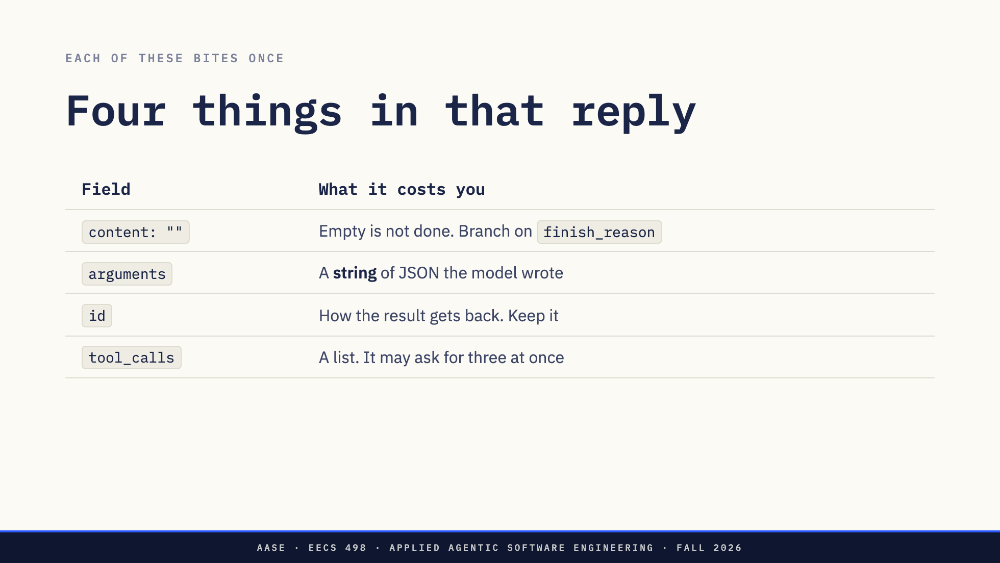 EACH OF THESE BITES ONCE
Four things in that reply
Field What it costs you
content: "" Empty is not done. Branch on finish_reason
arguments A string of JSON the model wrote
id How the result gets back. Keep it
tool_calls A list. It may ask for three at once
AASE · EECS 498 · APPLIED AGENTIC SOFTWARE ENGINEERING · FALL 2026